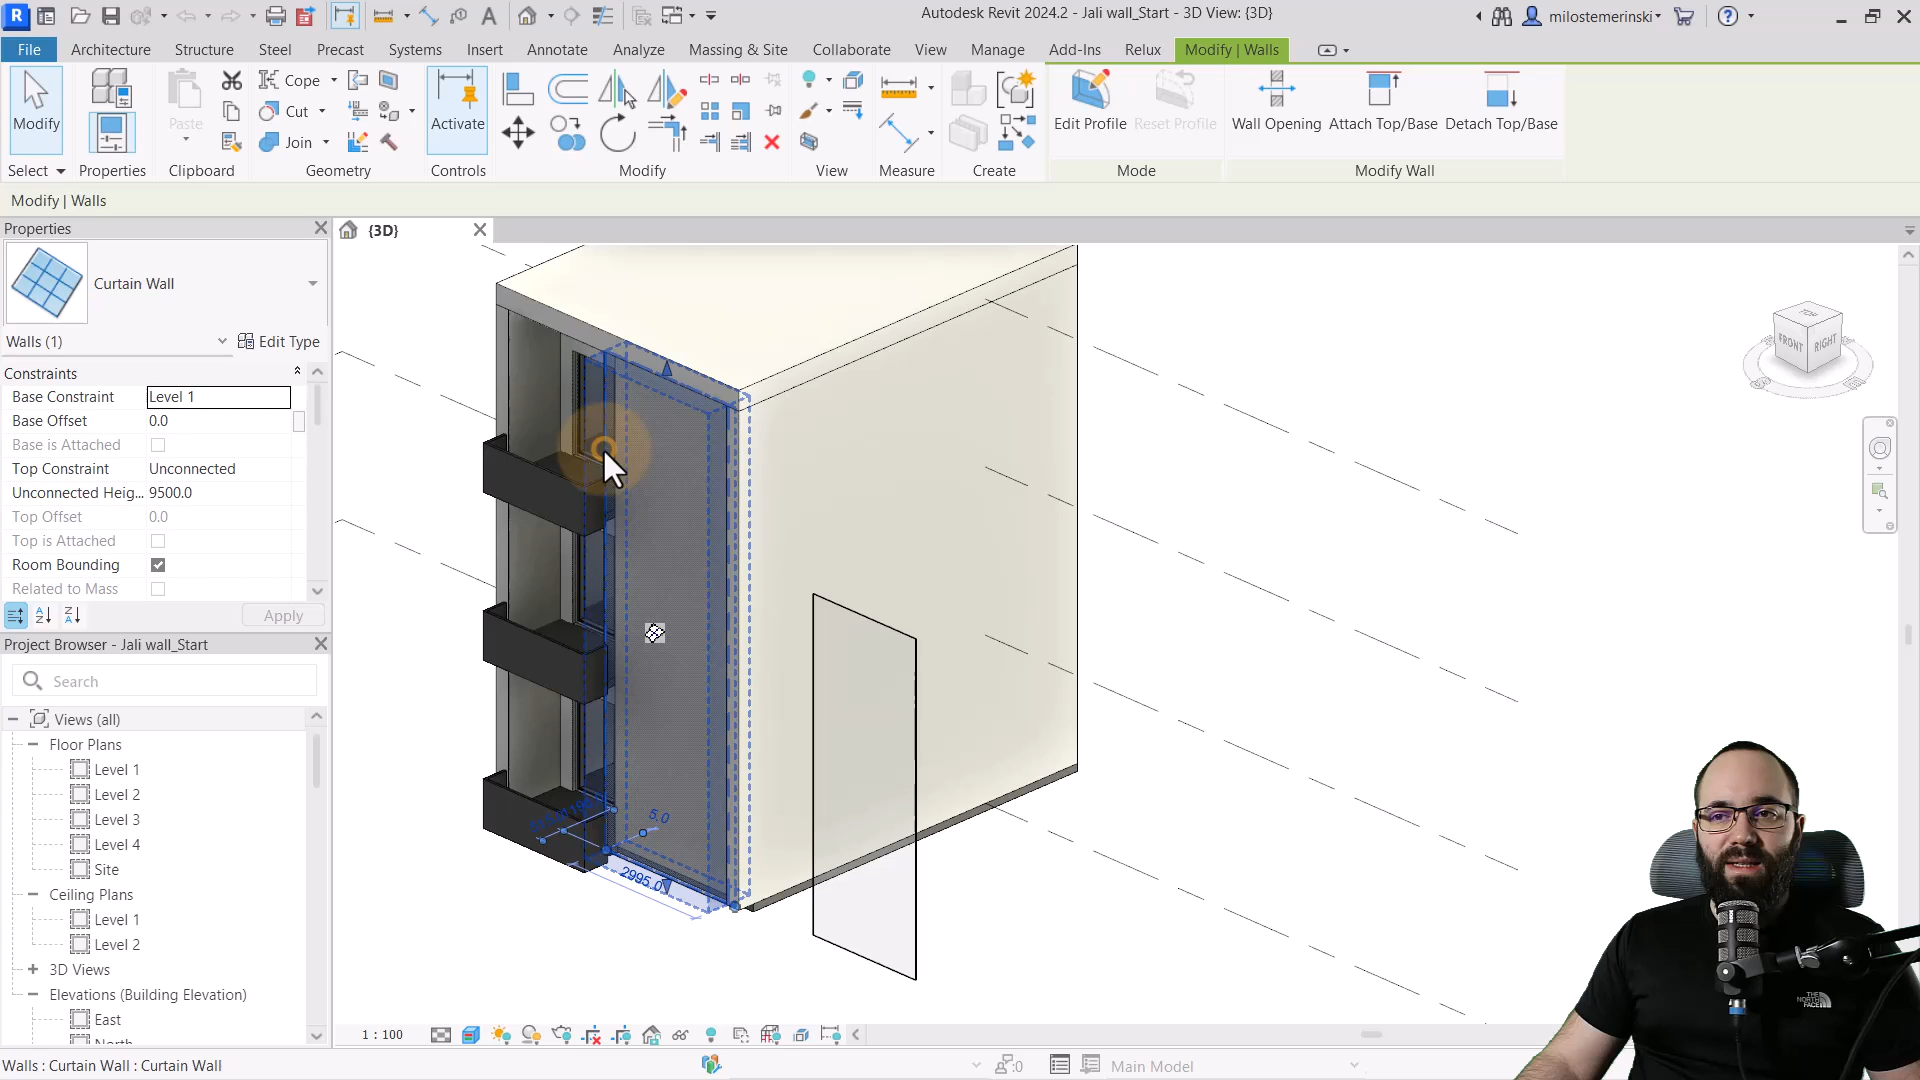 Autodesk Revit 2024.2 - Jali wall_Start - 3D View: {3D}
milostemerinski
File Architecture Structure Steel Precast Systems Insert Annotate Analyze Massing & Site Collaborate View Manage Add-Ins Relux Modify | Walls
Modify
Paste
Cope
Cut
Join
Activate
Edit Profile Reset Profile
Wall Opening Attach Top/Base Detach Top/Base
Select Properties Clipboard Geometry Controls Modify View Measure Create Mode Modify Wall
Modify | Walls
Properties
{3D}
Curtain Wall
Walls (1)
Edit Type
Constraints
Base Constraint Level 1
Base Offset 0.0
Base is Attached
Top Constraint Unconnected
Unconnected Heig... 9500.0
Top Offset 0.0
Top is Attached
Room Bounding
Related to Mass
Apply
Project Browser - Jali wall_Start
Search
Views (all)
Floor Plans
Level 1
Level 2
Level 3
Level 4
Site
Ceiling Plans
Level 1
Level 2
3D Views
Elevations (Building Elevation)
East
North
TOP
FRONT
RIGHT
5.0
2995.0
THE
NORTH
FACE
1 : 100
Walls : Curtain Wall : Curtain Wall
:0
Main Model